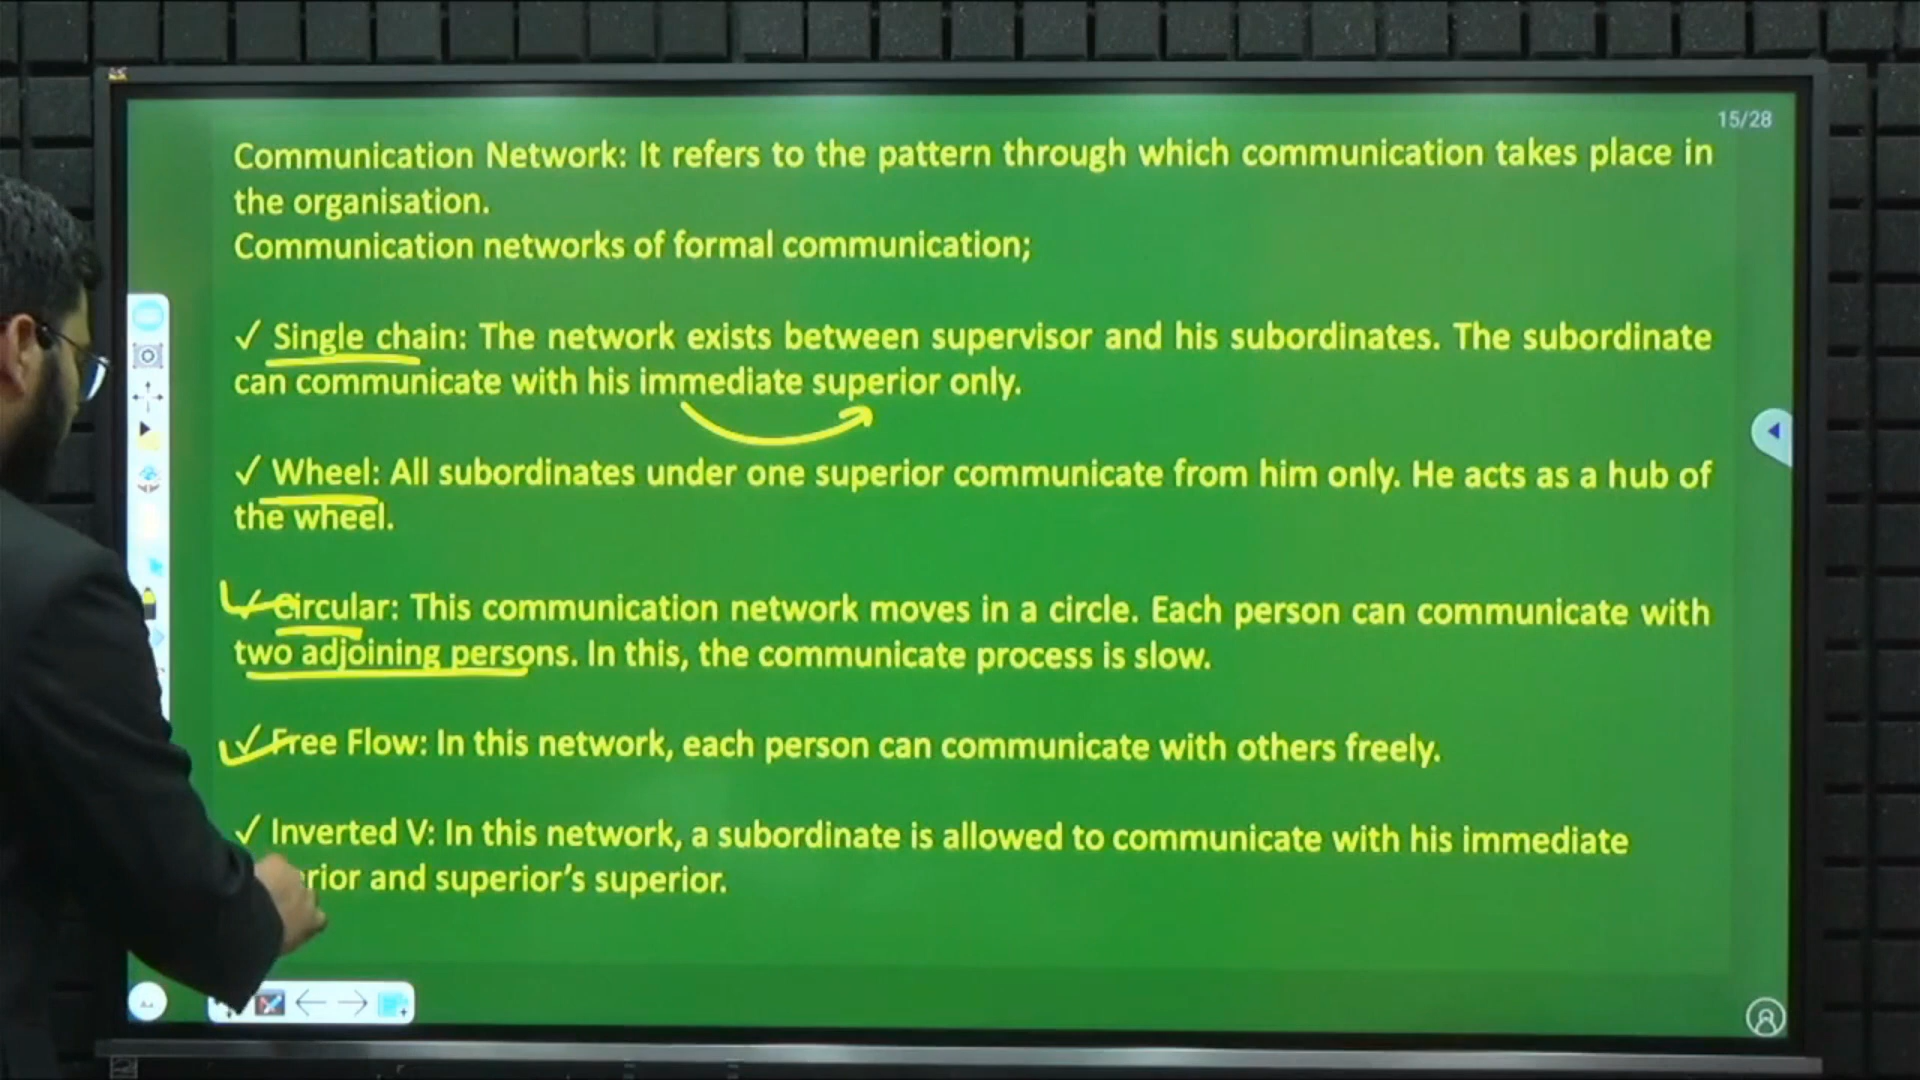 15/28
Communication Network: It refers to the pattern through which communication takes place in
the organisation.
Communication networks of formal communication;
✓ Single chain: The network exists between supervisor and his subordinates. The subordinate
can communicate with his immediate superior only.
✓ Wheel: All subordinates under one superior communicate from him only. He acts as a hub of
the wheel.
✓ Circular: This communication network moves in a circle. Each person can communicate with
two adjoining persons. In this, the communicate process is slow.
✓ Free Flow: In this network, each person can communicate with others freely.
✓ Inverted V: In this network, a subordinate is allowed to communicate with his immediate
and superior's superior.